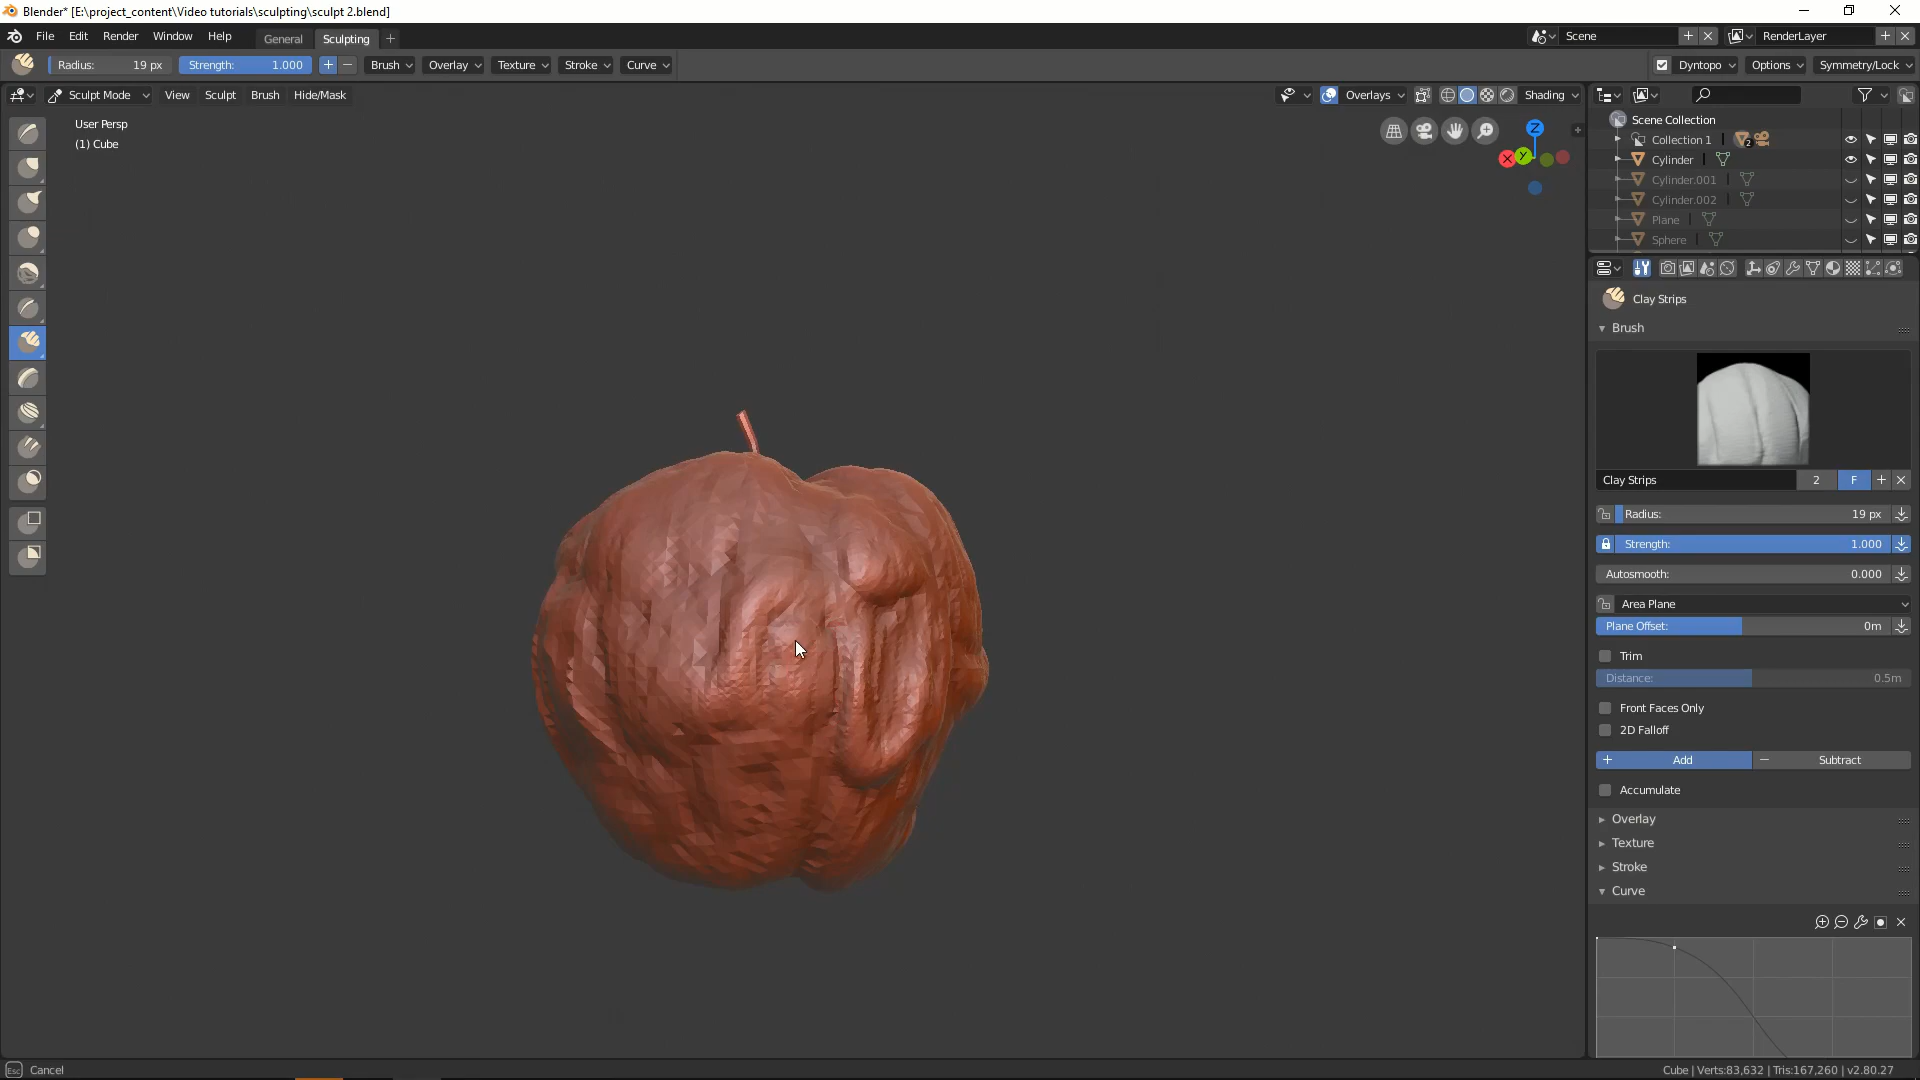 Blender* [E:\project_content\Video tutorials\sculpting\sculpt 2.blend]
File Edit Render Window Help General Sculpting + Scene RenderLayer
Radius: 19 px Strength: 1.000 Brush Overlay Texture Stroke Curve Dyntopo Options Symmetry/Lock
Sculpt Mode View Sculpt Brush Hide/Mask Overlays Shading
User Persp
(1) Cube
Z
X Y
Scene Collection
Collection 1 2
Cylinder
Cylinder.001
Cylinder.002
Plane
Sphere
Clay Strips
Brush
Clay Strips 2 F
Radius: 19 px
Strength: 1.000
Autosmooth: 0.000
Area Plane
Plane Offset: 0m
Trim
Distance: 0.5m
Front Faces Only
2D Falloff
+ Add − Subtract
Accumulate
Overlay
Texture
Stroke
Curve
Esc Cancel
Cube | Verts:83,632 | Tris:167,260 | v2.80.27